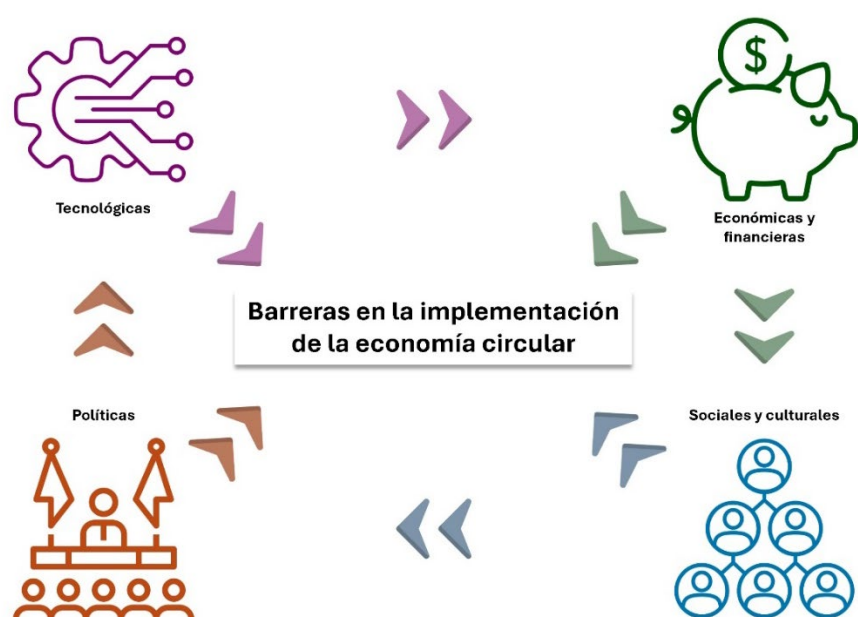 $
Tecnológicas
Económicas y
financieras
Barreras en la implementación
de la economía circular
Políticas
Sociales y culturales